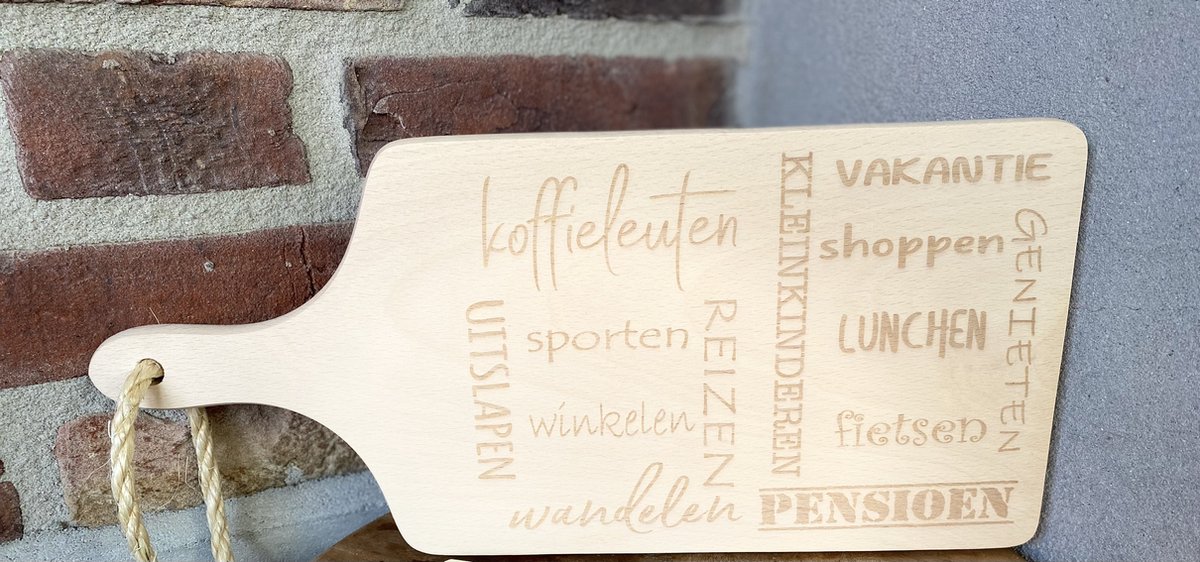 koffieleuten
UITSLAPEN
sporten
REIZEN
winkelen
wandelen
KLEINKINDEREN
VAKANTIE
shoppen
GENIETEN
LUNCHEN
fietsen
PENSIOEN